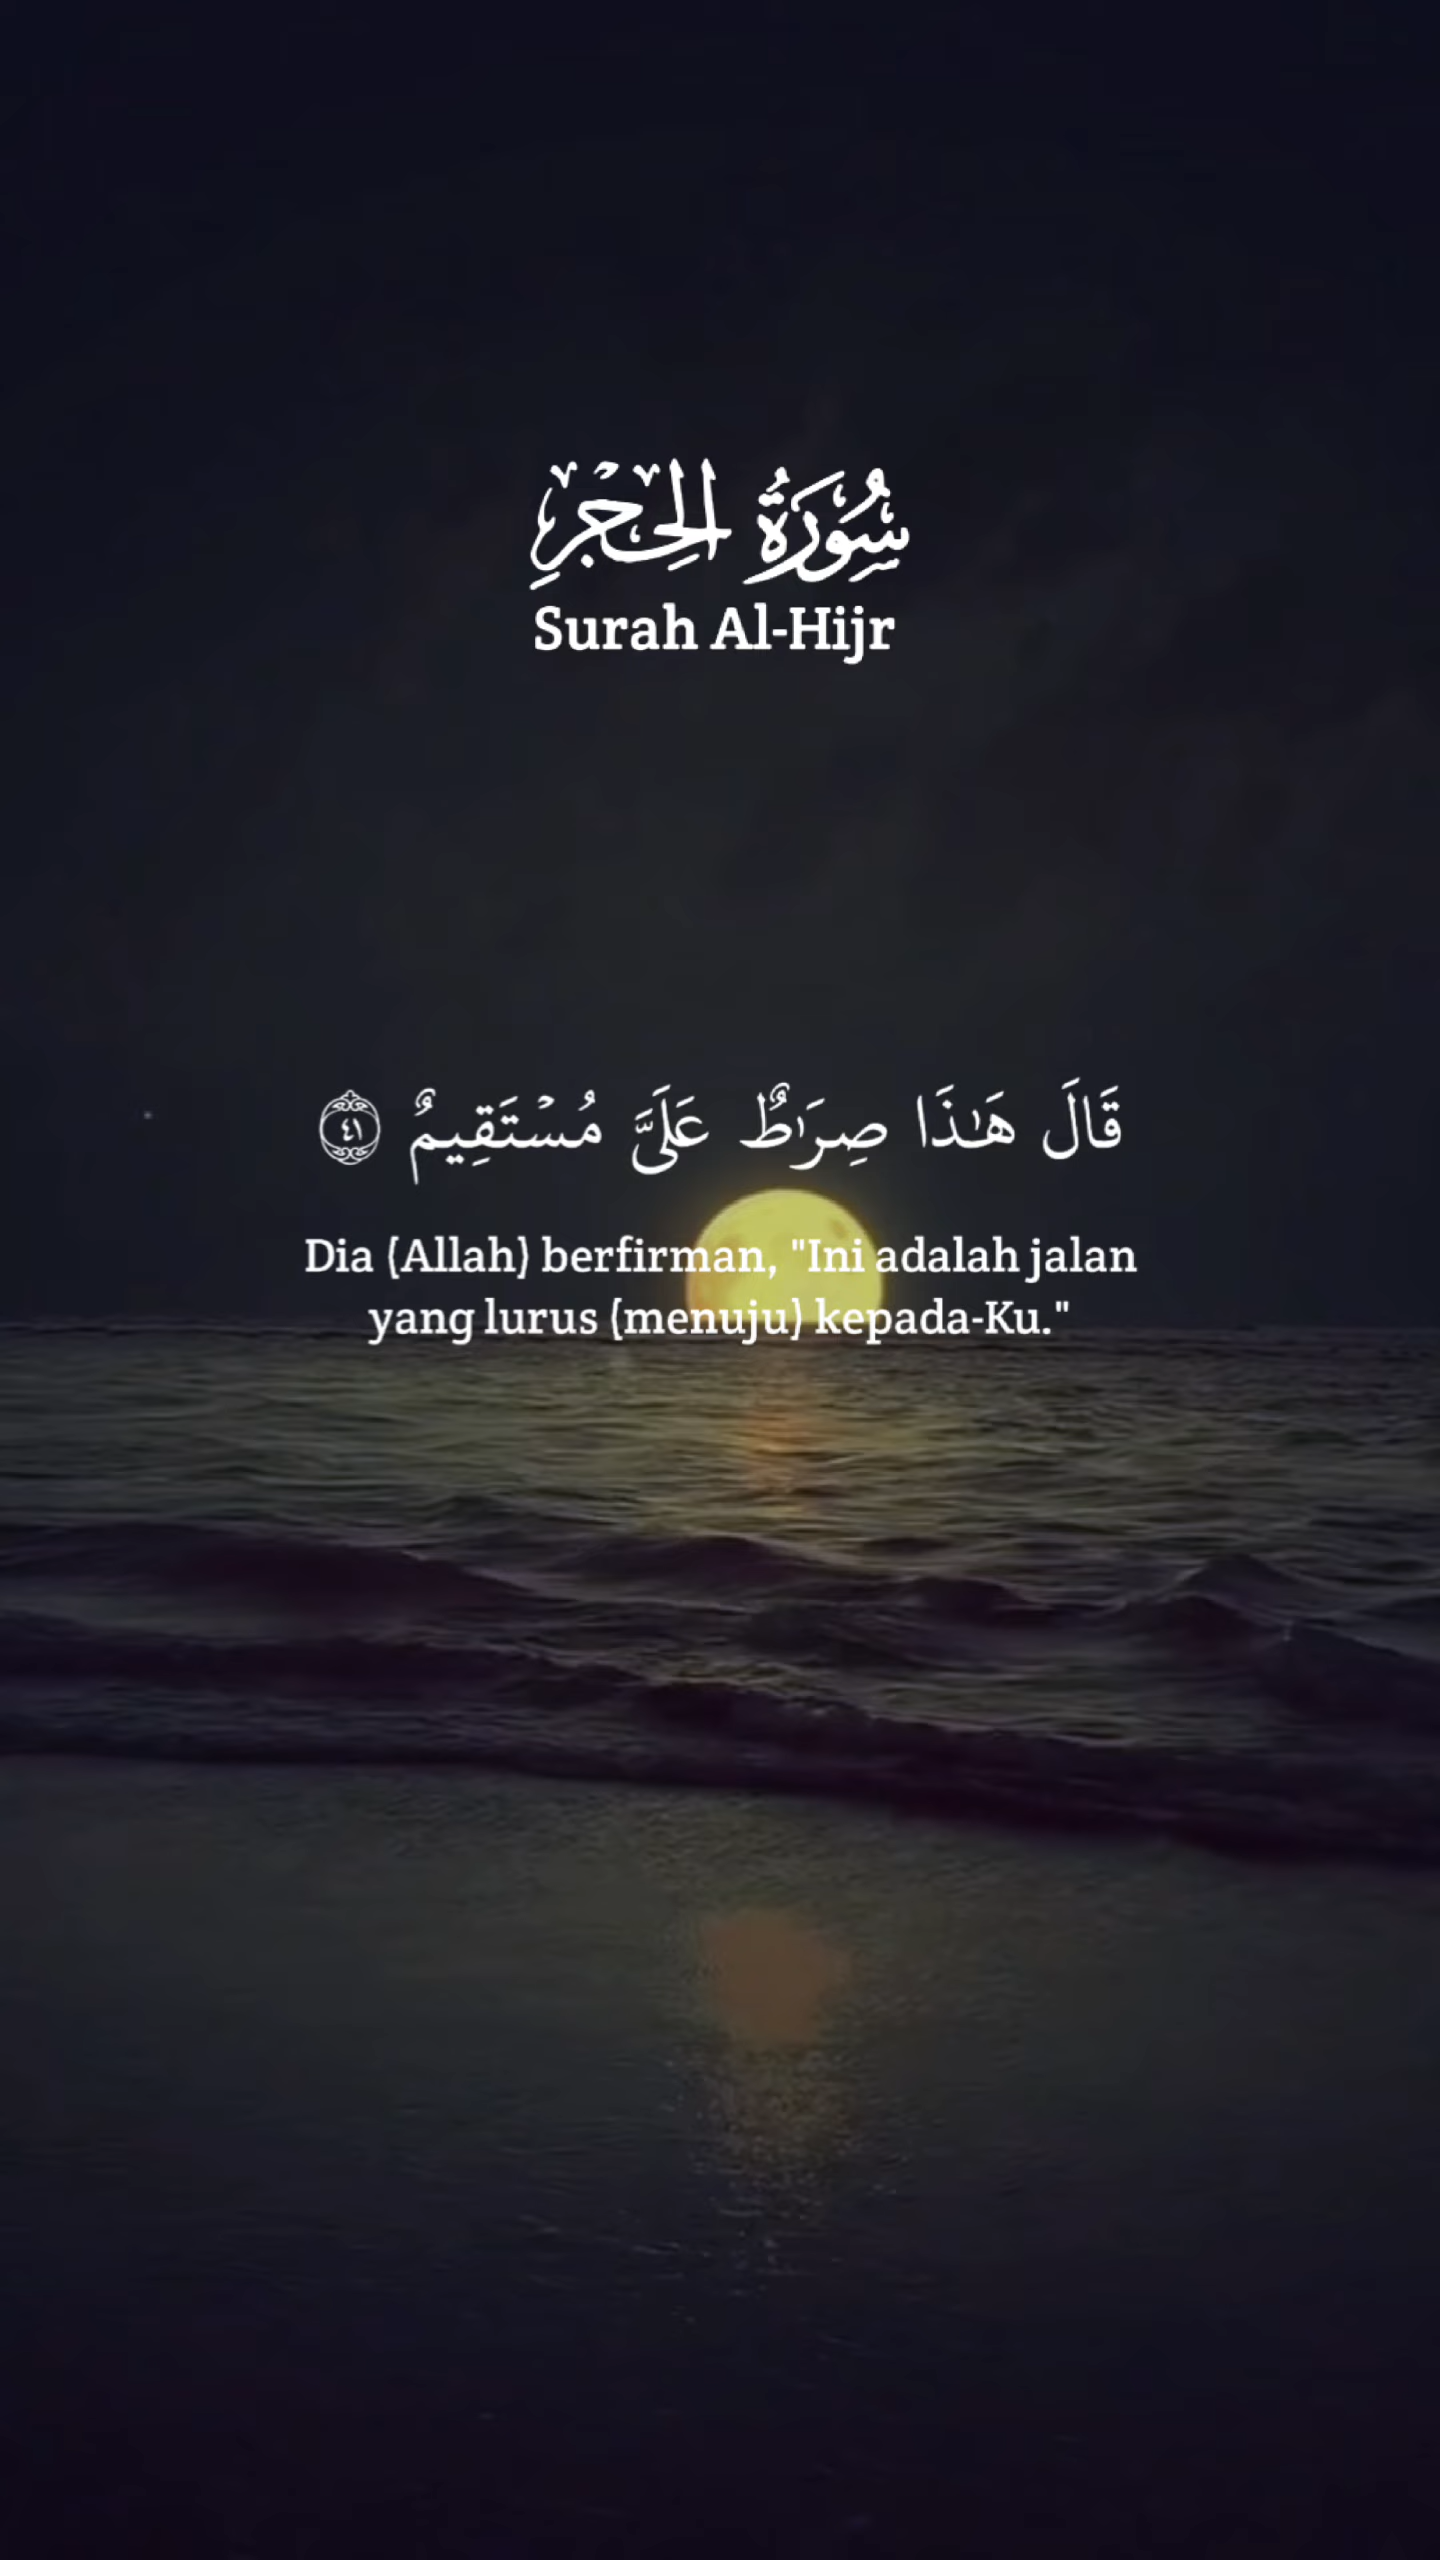 سُورَةُ الحِجْرِ
Surah Al-Hijr
قَالَ هَـٰذَا صِرَٰطٌ عَلَىَّ مُسْتَقِيمٌ ٤١
Dia (Allah) berfirman, "Ini adalah jalan
yang lurus (menuju) kepada-Ku."